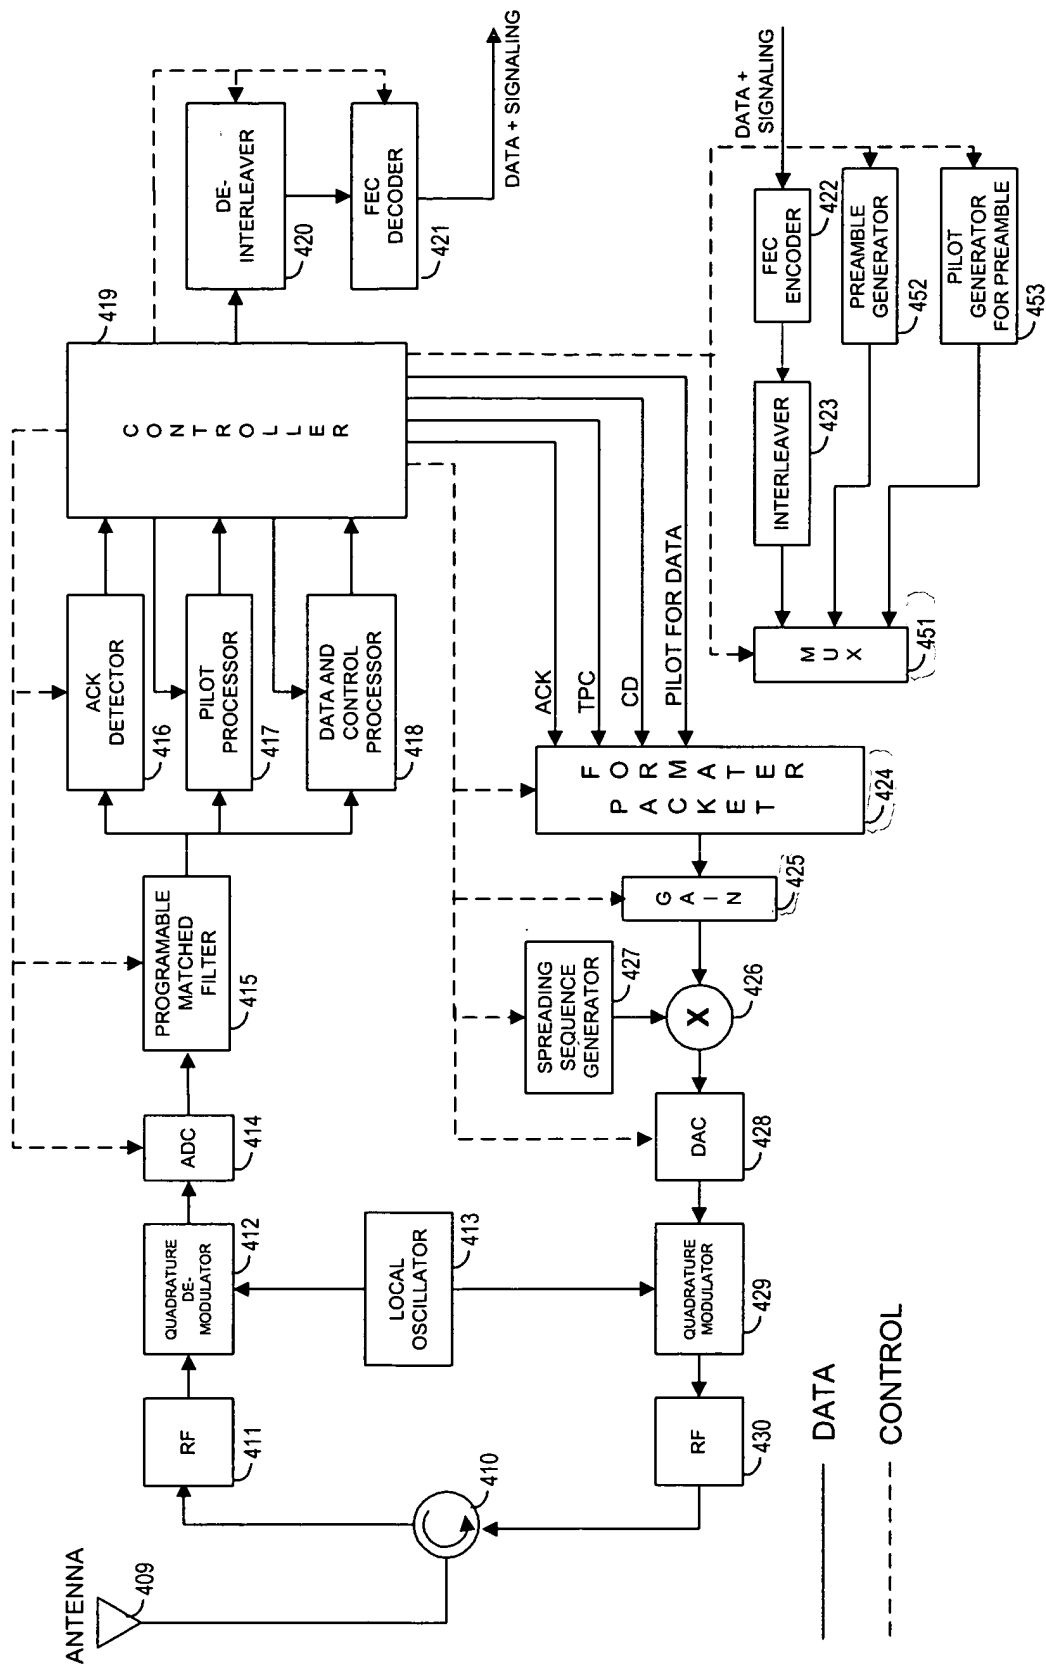 ANTENNA
409
410
RF
411
QUADRATURE
DE-
MODULATOR
412
LOCAL
OSCILLATOR
413
ADC
414
PROGRAMABLE
MATCHED
FILTER
415
ACK
DETECTOR
416
PILOT
PROCESSOR
417
DATA AND
CONTROL
PROCESSOR
418
CONTROLLER
419
DE-
INTERLEAVER
420
FEC
DECODER
421
DATA + SIGNALING
DATA +
SIGNALING
FEC
ENCODER
422
PREAMBLE
GENERATOR
452
PILOT
GENERATOR
FOR PREAMBLE
453
INTERLEAVER
423
MUX
451
ACK
TPC
CD
PILOT FOR DATA
PACKET
FORMATER
424
GAIN
425
X
426
SPREADING
SEQUENCE
GENERATOR
427
DAC
428
QUADRATURE
MODULATOR
429
RF
430
DATA
CONTROL